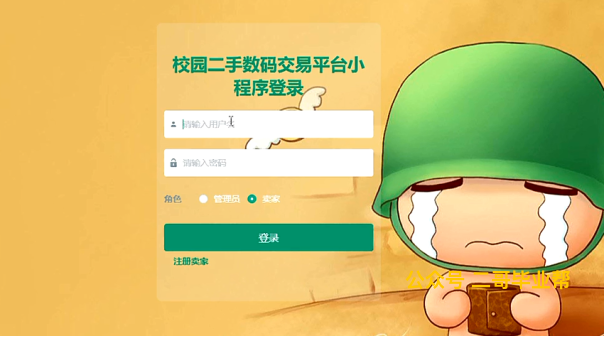 校园二手数码交易平台小
程序登录
请输入用户名
请输入密码
角色 管理员 卖家
登录
注册卖家
公众号 二哥毕业帮